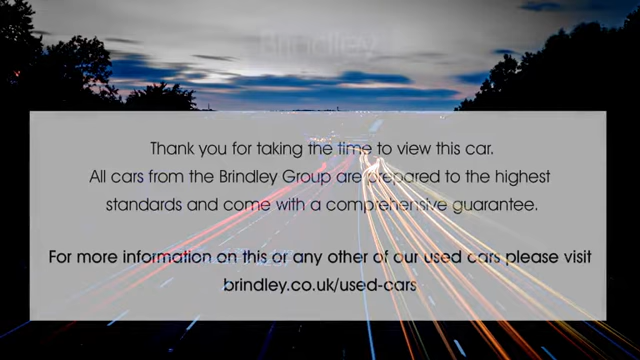 Brindley
Thank you for taking the time to view this car.
All cars from the Brindley Group are prepared to the highest
standards and come with a comprehensive guarantee.
For more information on this or any other of our used cars please visit
brindley.co.uk/used-cars